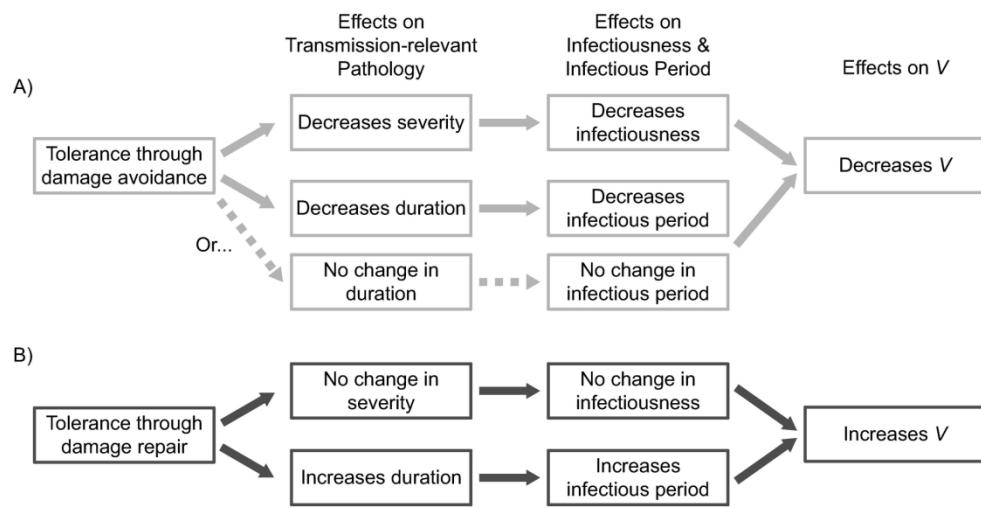 Effects on
Transmission-relevant
Pathology
Effects on
Infectiousness &
Infectious Period
Effects on V
A)
Tolerance through
damage avoidance
Decreases severity
Decreases
infectiousness
Decreases V
Decreases duration
Decreases
infectious period
Or...
No change in
duration
No change in
infectious period
B)
Tolerance through
damage repair
No change in
severity
No change in
infectiousness
Increases V
Increases duration
Increases
infectious period